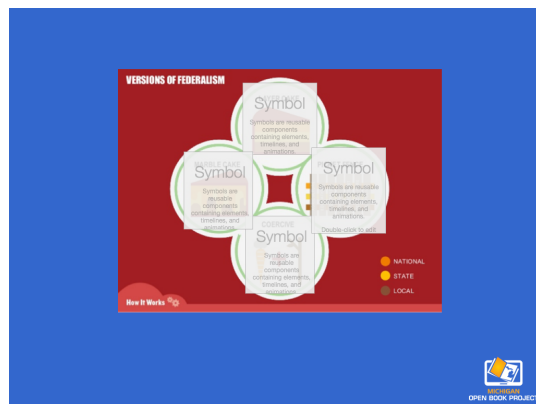 VERSIONS OF FEDERALISM
Symbol
Symbols are reusable
components
containing elements,
timelines, and
animations.
MARBLE CAKE
Symbol
Symbols are
reusable
components
containing elements,
timelines, and
animations.
Symbol
Symbols are reusable
components
containing elements,
timelines, and
animations.
Double-click to edit
COERCIVE
Symbol
Symbols are
reusable
components
containing elements,
timelines, and
animations.
NATIONAL
STATE
LOCAL
How It Works
MICHIGAN
OPEN BOOK PROJECT